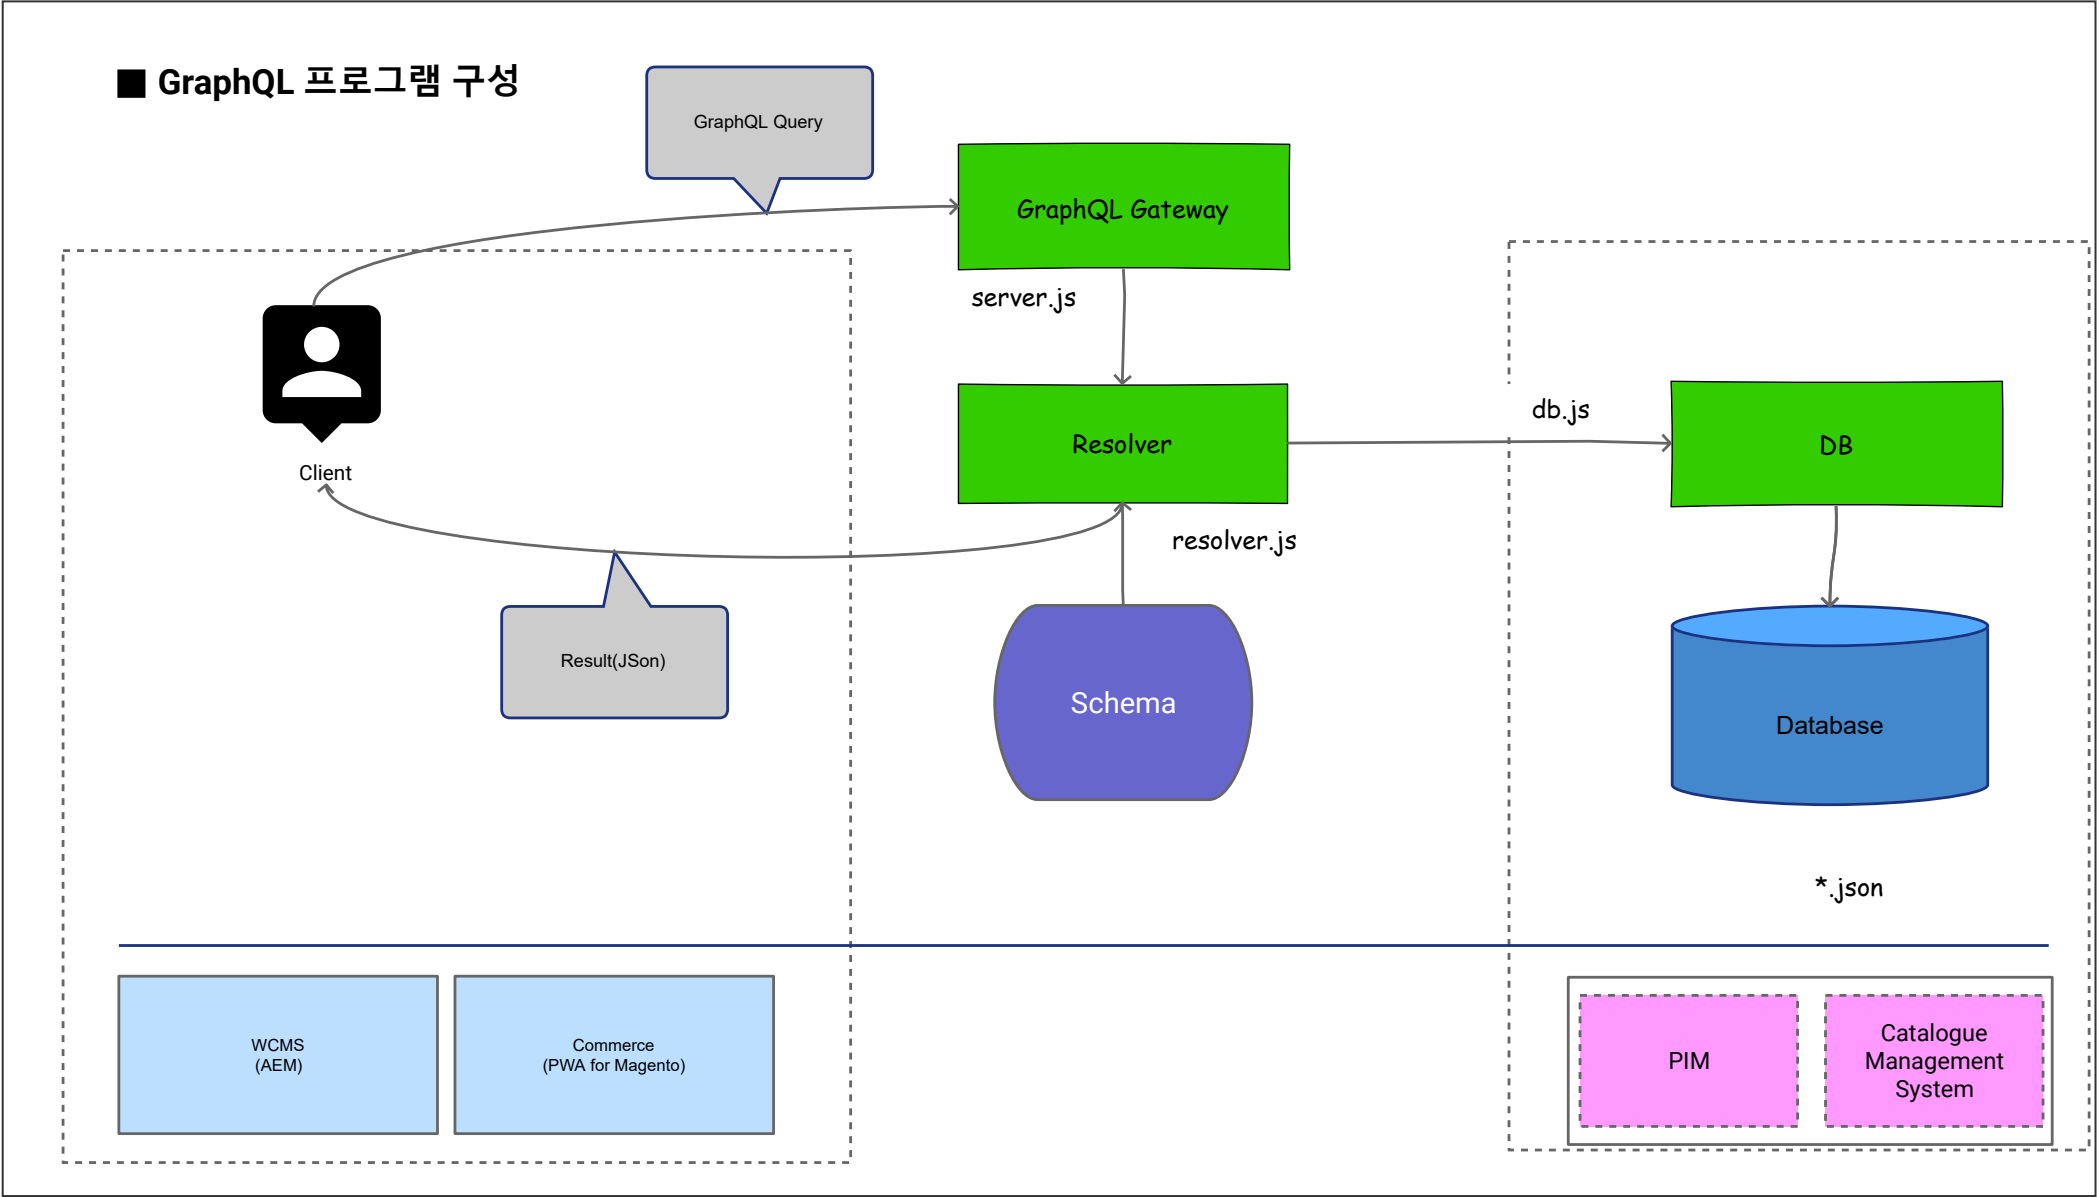 ■ GraphQL 프로그램 구성
GraphQL Query
GraphQL Gateway
server.js
Client
Resolver
db.js
DB
resolver.js
Result(JSon)
Schema
Database
*.json
WCMS
(AEM)
Commerce
(PWA for Magento)
PIM
Catalogue
Management
System